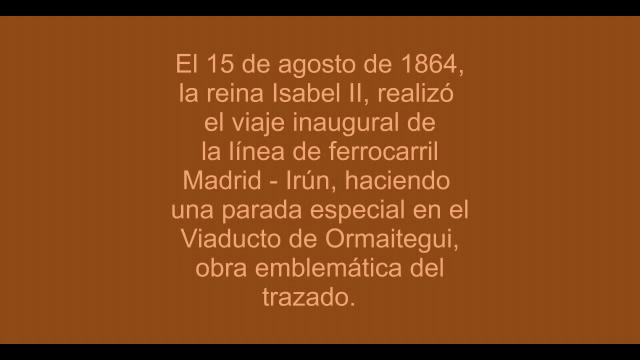 El 15 de agosto de 1864,
la reina Isabel II, realizó
el viaje inaugural de
la línea de ferrocarril
Madrid - Irún, haciendo
una parada especial en el
Viaducto de Ormaitegui,
obra emblemática del
trazado.